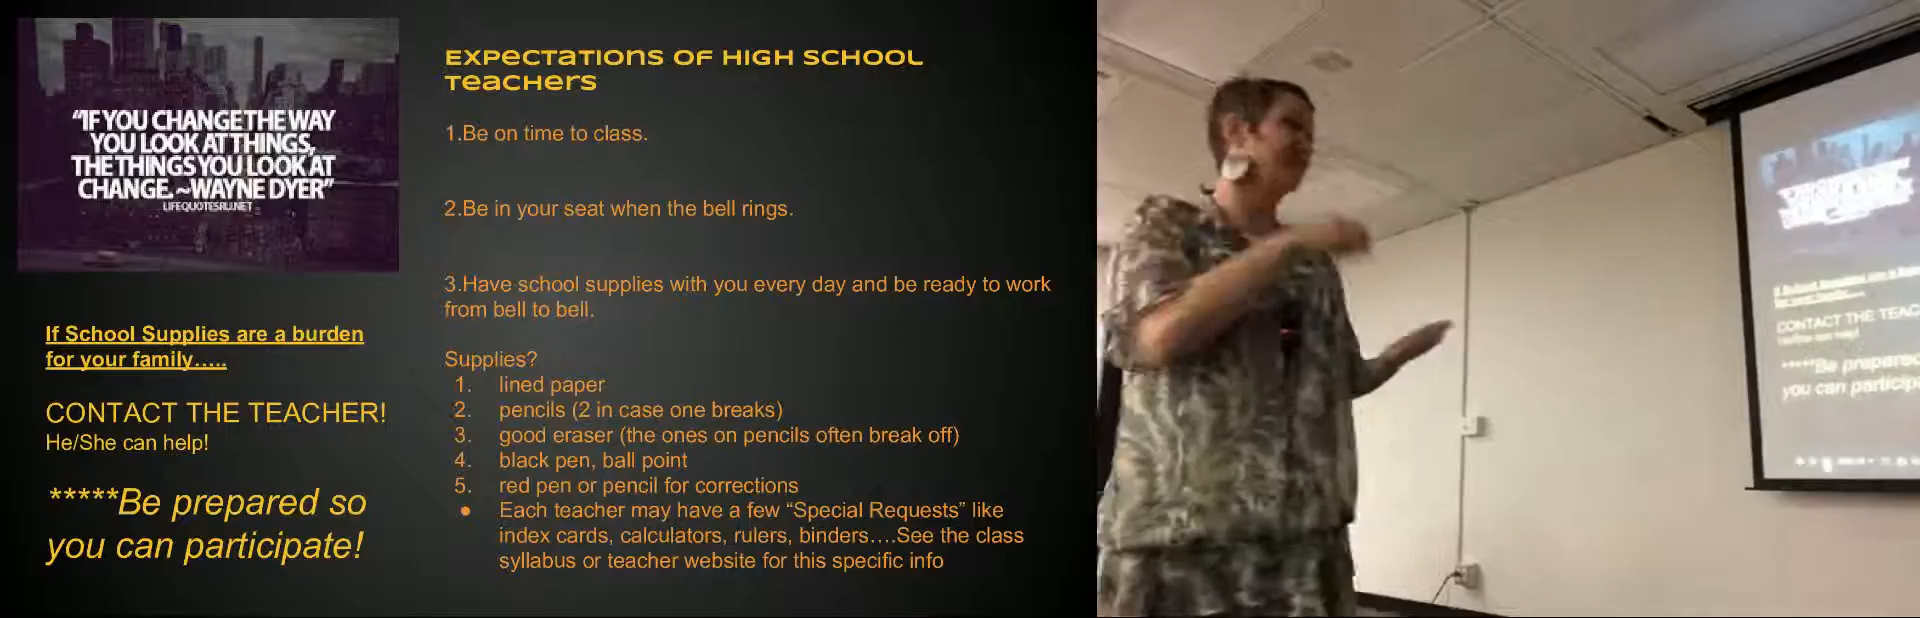 “IF YOU CHANGE THE WAY
YOU LOOK AT THINGS,
THE THINGS YOU LOOK AT
CHANGE. ~WAYNE DYER”
LIFEQUOTESRU.NET
If School Supplies are a burden
for your family…..
CONTACT THE TEACHER!
He/She can help!
*****Be prepared so
you can participate!
Expectations of High School
Teachers
1.Be on time to class.
2.Be in your seat when the bell rings.
3.Have school supplies with you every day and be ready to work
from bell to bell.
Supplies?
1. lined paper
2. pencils (2 in case one breaks)
3. good eraser (the ones on pencils often break off)
4. black pen, ball point
5. red pen or pencil for corrections
● Each teacher may have a few “Special Requests” like
index cards, calculators, rulers, binders….See the class
syllabus or teacher website for this specific info
CONTACT THE TEAC
*****Be prepared
you can participa